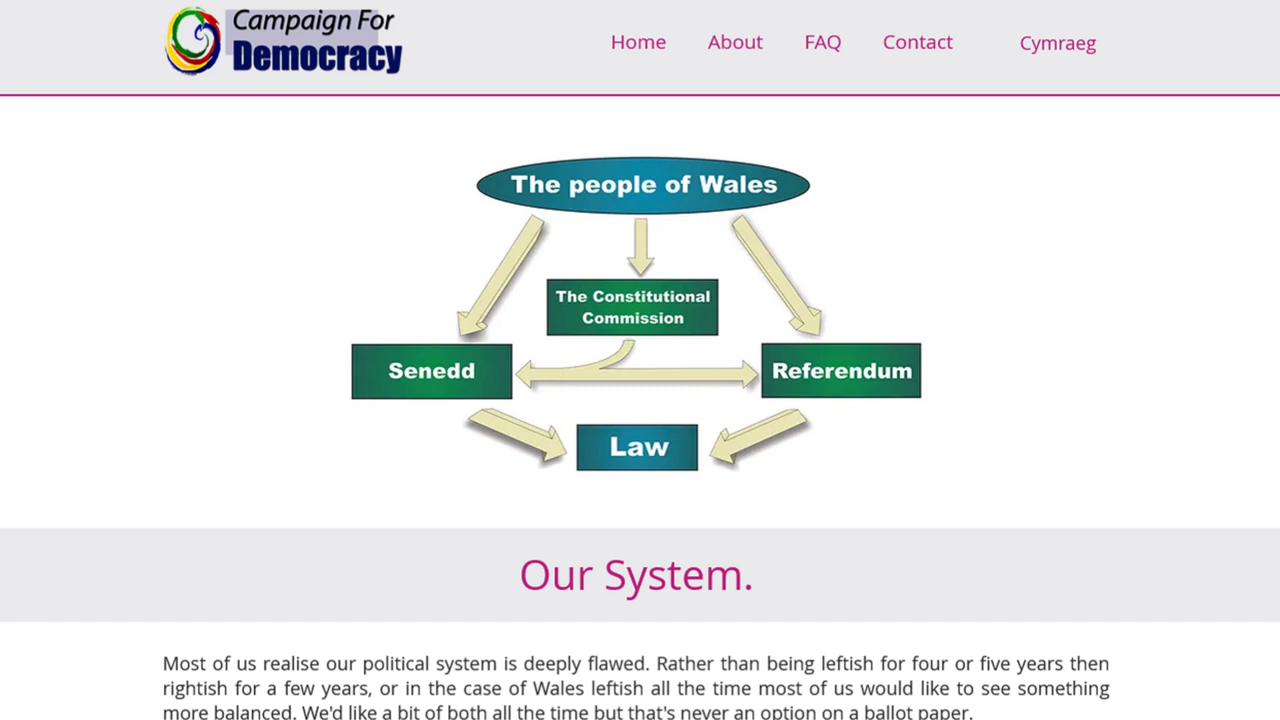 Campaign For
Democracy
Home About FAQ Contact Cymraeg
The people of Wales
The Constitutional
Commission
Senedd
Referendum
Law
Our System.
Most of us realise our political system is deeply flawed. Rather than being leftish for four or five years then
rightish for a few years, or in the case of Wales leftish all the time most of us would like to see something
more balanced. We'd like a bit of both all the time but that's never an option on a ballot paper.